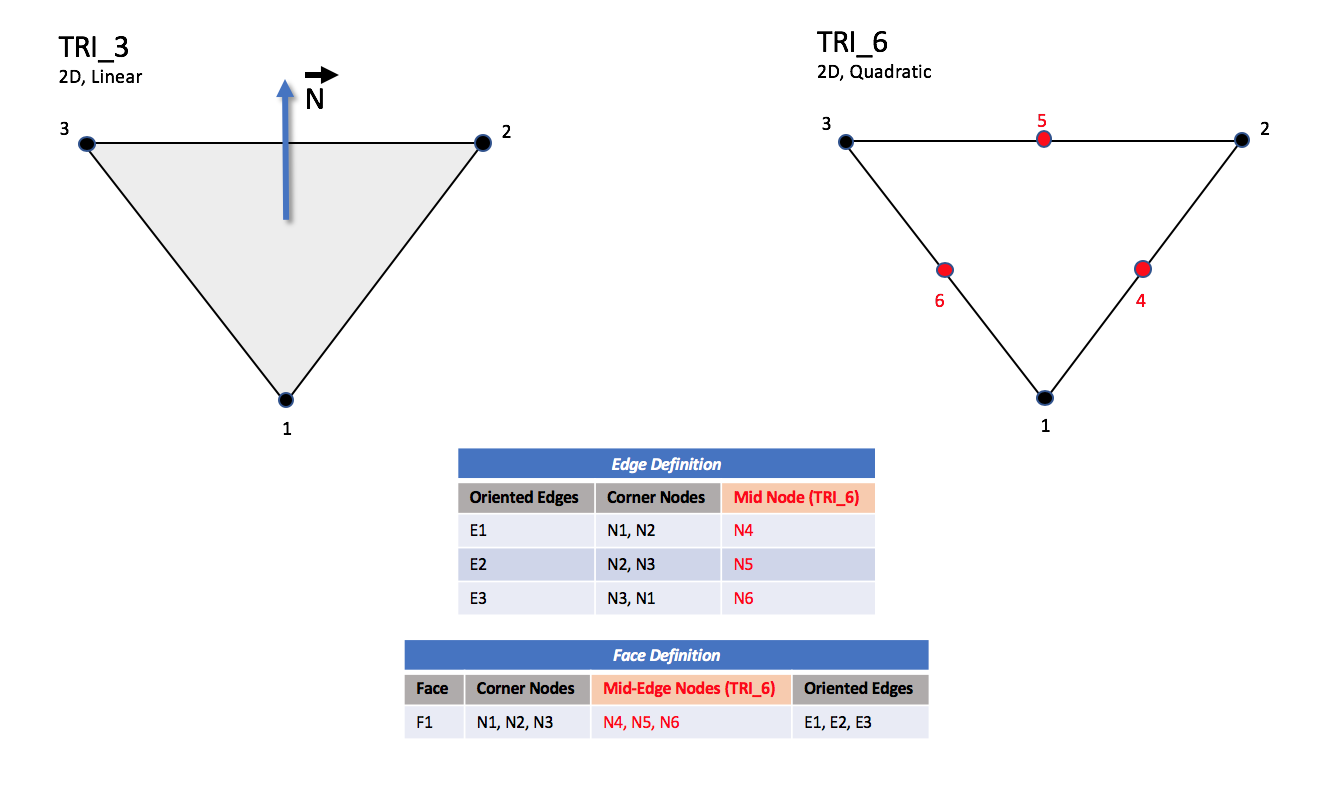 TRI_3
2D, Linear
N
3
2
1
TRI_6
2D, Quadratic
3
5
2
6
4
1
Edge Definition
Oriented Edges Corner Nodes Mid Node (TRI_6)
E1 N1, N2 N4
E2 N2, N3 N5
E3 N3, N1 N6
Face Definition
Face Corner Nodes Mid-Edge Nodes (TRI_6) Oriented Edges
F1 N1, N2, N3 N4, N5, N6 E1, E2, E3